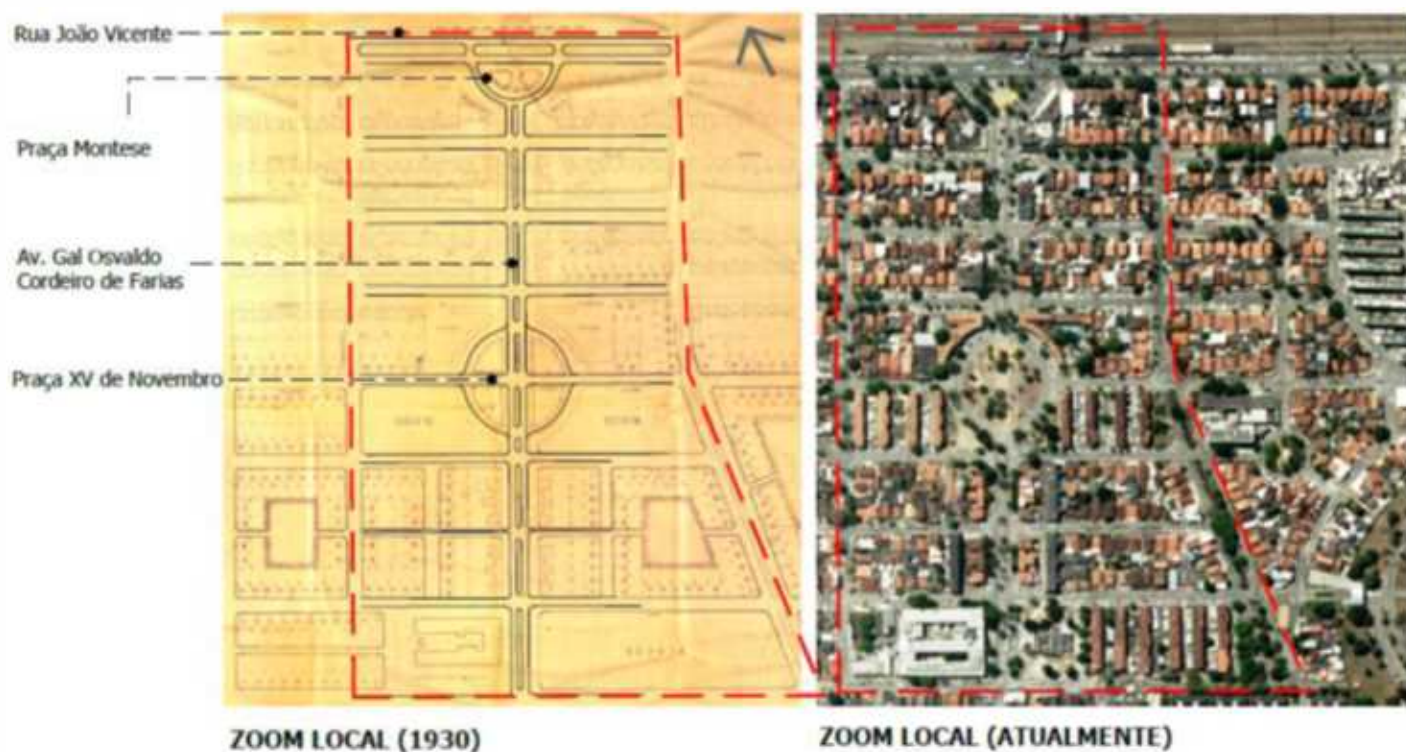 Rua João Vicente
Praça Montese
Av. Gal Osvaldo
Cordeiro de Farias
Praça XV de Novembro
ZOOM LOCAL (1930)
ZOOM LOCAL (ATUALMENTE)